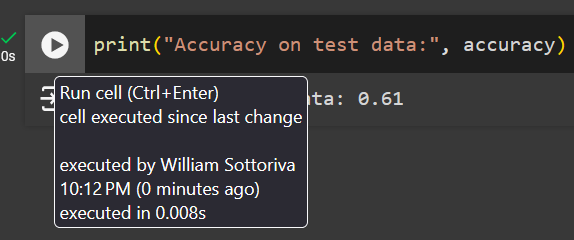 print("Accuracy on test data:", accuracy)
0s
Run cell (Ctrl+Enter)
ata: 0.61
cell executed since last change
executed by William Sottoriva
10:12 PM (0 minutes ago)
executed in 0.008s